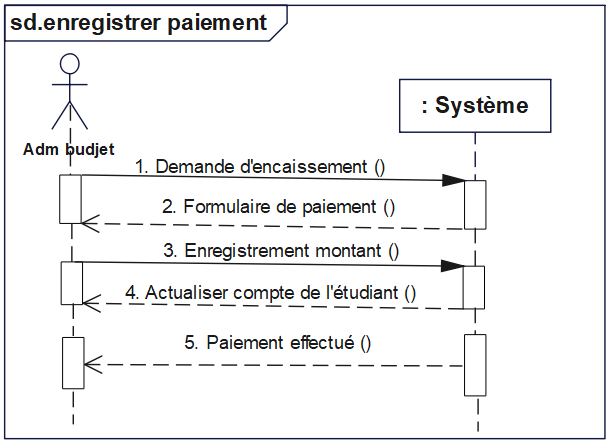 sd.enregistrer paiement
: Système
Adm budjet
1. Demande d'encaissement ()
2. Formulaire de paiement ()
3. Enregistrement montant ()
4. Actualiser compte de l'étudiant ()
5. Paiement effectué ()